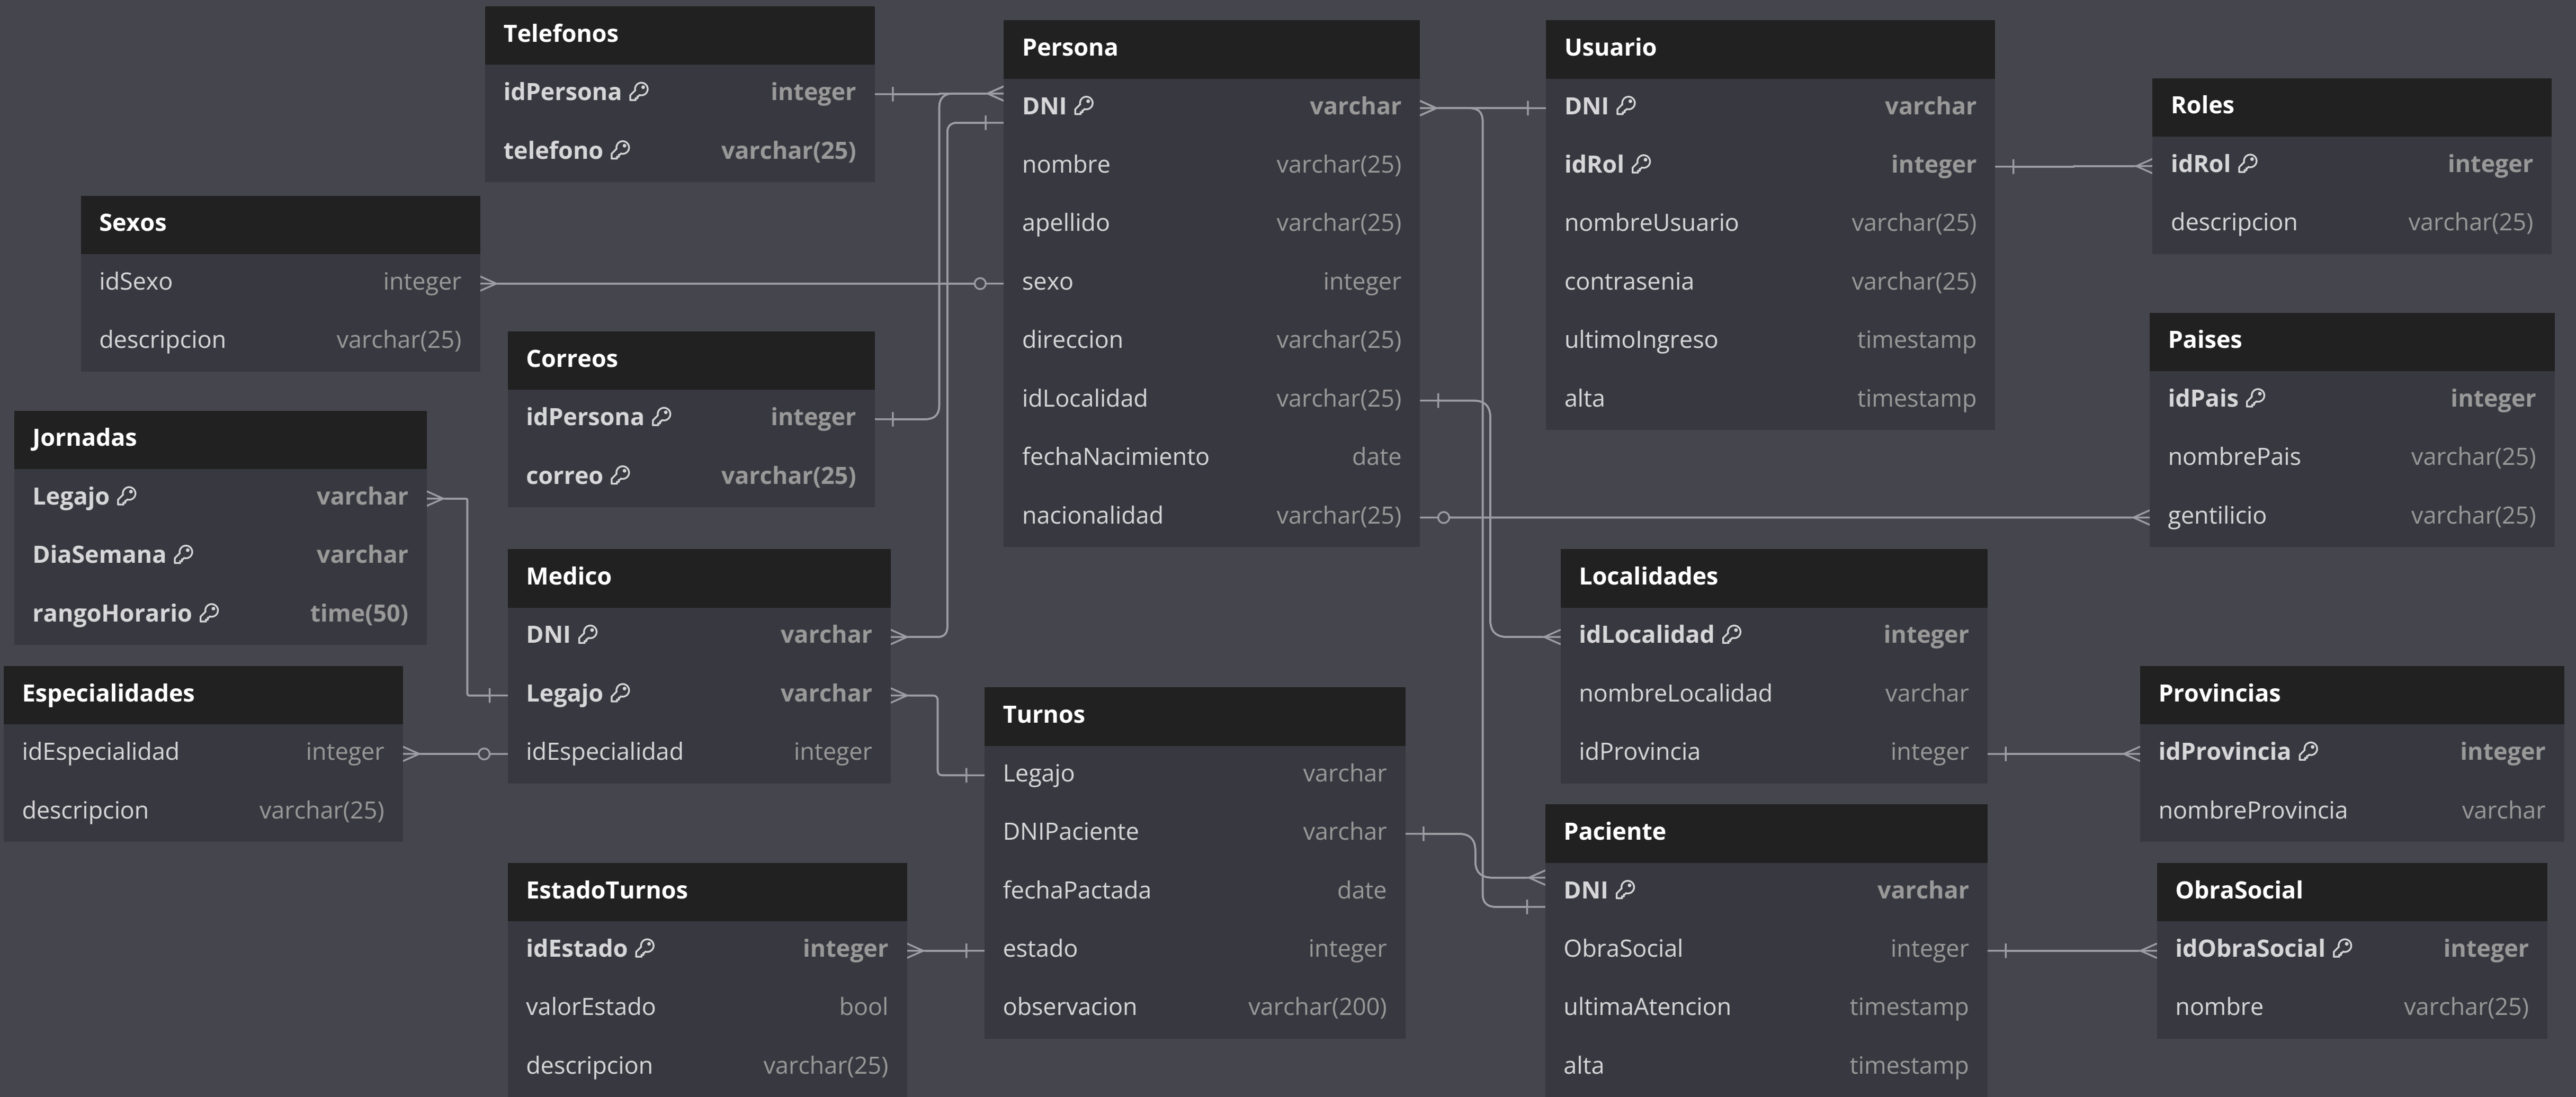 Telefonos
idPersona integer
telefono varchar(25)
Persona
DNI varchar
nombre varchar(25)
apellido varchar(25)
sexo integer
direccion varchar(25)
idLocalidad varchar(25)
fechaNacimiento date
nacionalidad varchar(25)
Usuario
DNI varchar
idRol integer
nombreUsuario varchar(25)
contrasenia varchar(25)
ultimoIngreso timestamp
alta timestamp
Roles
idRol integer
descripcion varchar(25)
Sexos
idSexo integer
descripcion varchar(25)
Correos
idPersona integer
correo varchar(25)
Paises
idPais integer
nombrePais varchar(25)
gentilicio varchar(25)
Jornadas
Legajo varchar
DiaSemana varchar
rangoHorario time(50)
Medico
DNI varchar
Legajo varchar
idEspecialidad integer
Localidades
idLocalidad integer
nombreLocalidad varchar
idProvincia integer
Especialidades
idEspecialidad integer
descripcion varchar(25)
Turnos
Legajo varchar
DNIPaciente varchar
fechaPactada date
estado integer
observacion varchar(200)
Provincias
idProvincia integer
nombreProvincia varchar
EstadoTurnos
idEstado integer
valorEstado bool
descripcion varchar(25)
Paciente
DNI varchar
ObraSocial integer
ultimaAtencion timestamp
alta timestamp
ObraSocial
idObraSocial integer
nombre varchar(25)